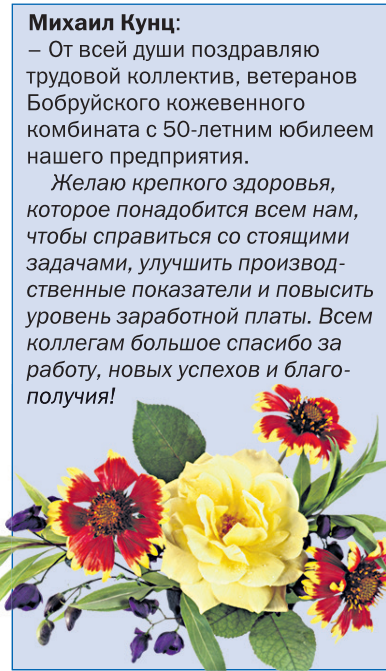 Михаил Кунц:
– От всей души поздравляю
трудовой коллектив, ветеранов
Бобруйского кожевенного
комбината с 50-летним юбилеем
нашего предприятия.
Желаю крепкого здоровья,
которое понадобится всем нам,
чтобы справиться со стоящими
задачами, улучшить производ-
ственные показатели и повысить
уровень заработной платы. Всем
коллегам большое спасибо за
работу, новых успехов и благо-
получия!